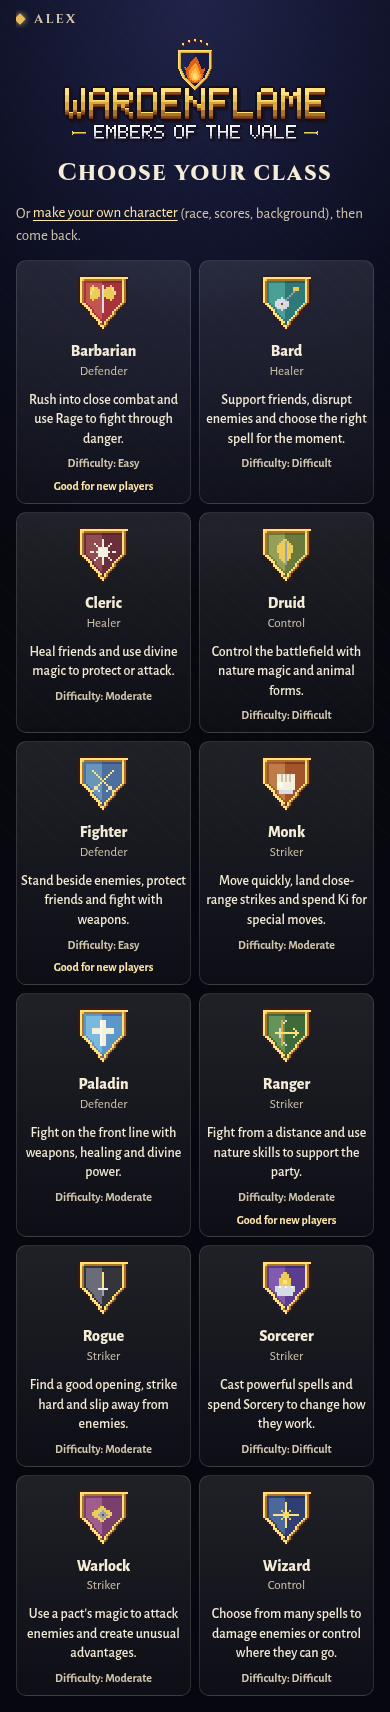 ALEX
WARDENFLAME
EMBERS OF THE VALE
CHOOSE YOUR CLASS
Or make your own character (race, scores, background), then
come back.
Barbarian
Defender
Rush into close combat and
use Rage to fight through
danger.
Difficulty: Easy
Good for new players
Bard
Healer
Support friends, disrupt
enemies and choose the right
spell for the moment.
Difficulty: Difficult
Cleric
Healer
Heal friends and use divine
magic to protect or attack.
Difficulty: Moderate
Druid
Control
Control the battlefield with
nature magic and animal
forms.
Difficulty: Difficult
Fighter
Defender
Stand beside enemies, protect
friends and fight with
weapons.
Difficulty: Easy
Good for new players
Monk
Striker
Move quickly, land close-
range strikes and spend Ki for
special moves.
Difficulty: Moderate
Paladin
Defender
Fight on the front line with
weapons, healing and divine
power.
Difficulty: Moderate
Ranger
Striker
Fight from a distance and use
nature skills to support the
party.
Difficulty: Moderate
Good for new players
Rogue
Striker
Find a good opening, strike
hard and slip away from
enemies.
Difficulty: Moderate
Sorcerer
Striker
Cast powerful spells and
spend Sorcery to change how
they work.
Difficulty: Difficult
Warlock
Striker
Use a pact's magic to attack
enemies and create unusual
advantages.
Difficulty: Moderate
Wizard
Control
Choose from many spells to
damage enemies or control
where they can go.
Difficulty: Difficult